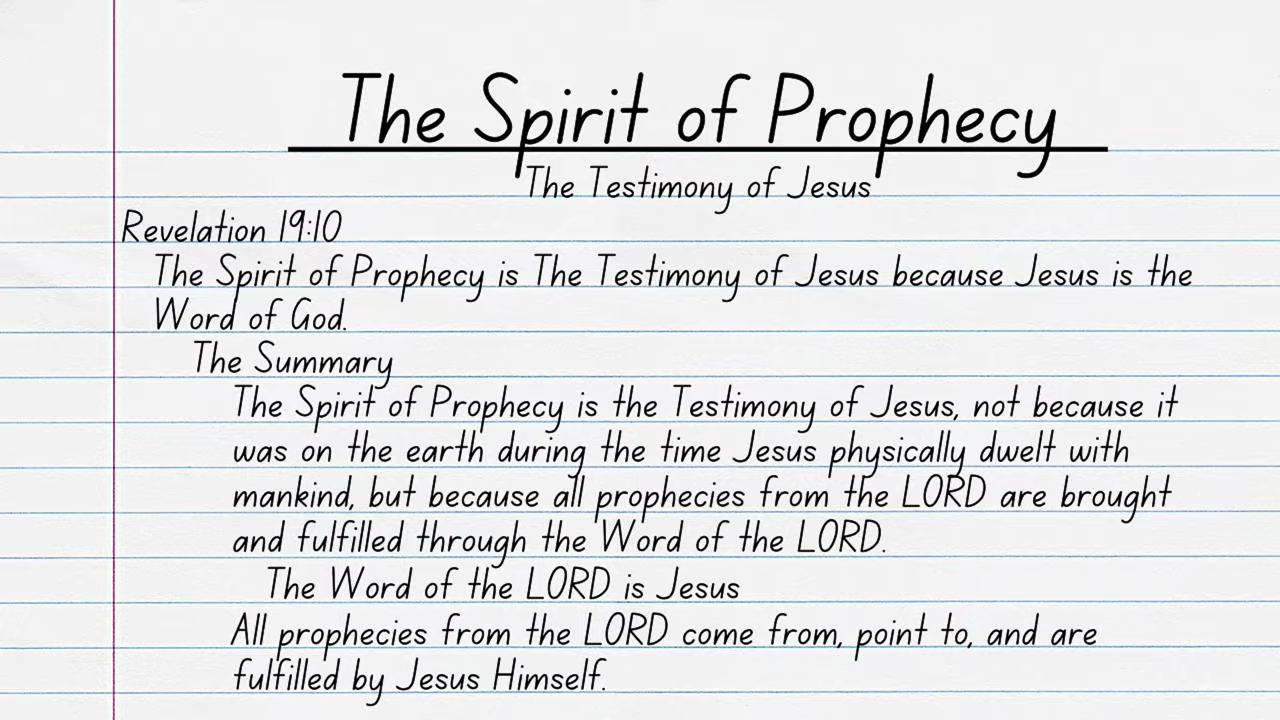 The Spirit of Prophecy
The Testimony of Jesus
Revelation 19:10
The Spirit of Prophecy is The Testimony of Jesus because Jesus is the
Word of God.
The Summary
The Spirit of Prophecy is the Testimony of Jesus, not because it
was on the earth during the time Jesus physically dwelt with
mankind, but because all prophecies from the LORD are brought
and fulfilled through the Word of the LORD.
The Word of the LORD is Jesus
All prophecies from the LORD come from, point to, and are
fulfilled by Jesus Himself.